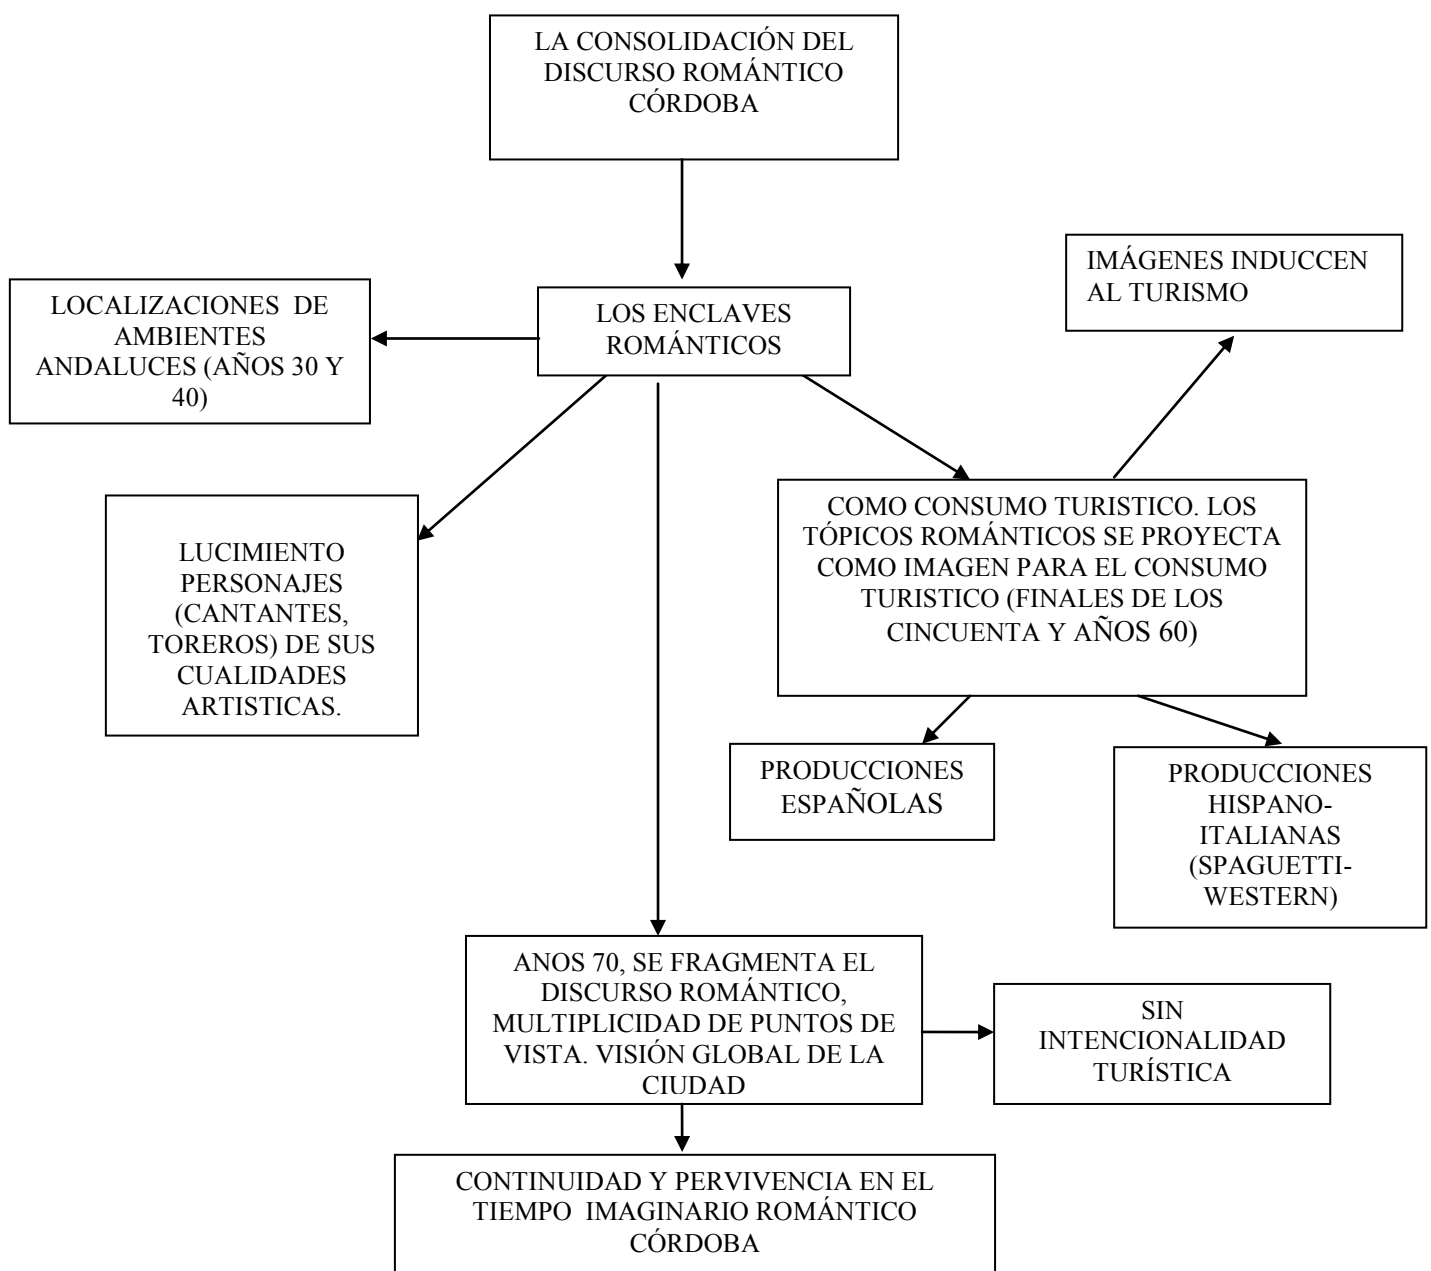 LA CONSOLIDACIÓN DEL
DISCURSO ROMÁNTICO
CÓRDOBA
IMÁGENES INDUCCEN
AL TURISMO
LOCALIZACIONES DE
AMBIENTES
ANDALUCES (AÑOS 30 Y
40)
LOS ENCLAVES
ROMÁNTICOS
LUCIMIENTO
PERSONAJES
(CANTANTES,
TOREROS) DE SUS
CUALIDADES
ARTISTICAS.
COMO CONSUMO TURISTICO. LOS
TÓPICOS ROMÁNTICOS SE PROYECTA
COMO IMAGEN PARA EL CONSUMO
TURISTICO (FINALES DE LOS
CINCUENTA Y AÑOS 60)
PRODUCCIONES
ESPAÑOLAS
PRODUCCIONES
HISPANO-
ITALIANAS
(SPAGUETTI-
WESTERN)
ANOS 70, SE FRAGMENTA EL
DISCURSO ROMÁNTICO,
MULTIPLICIDAD DE PUNTOS DE
VISTA. VISIÓN GLOBAL DE LA
CIUDAD
SIN
INTENCIONALIDAD
TURÍSTICA
CONTINUIDAD Y PERVIVENCIA EN EL
TIEMPO IMAGINARIO ROMÁNTICO
CÓRDOBA